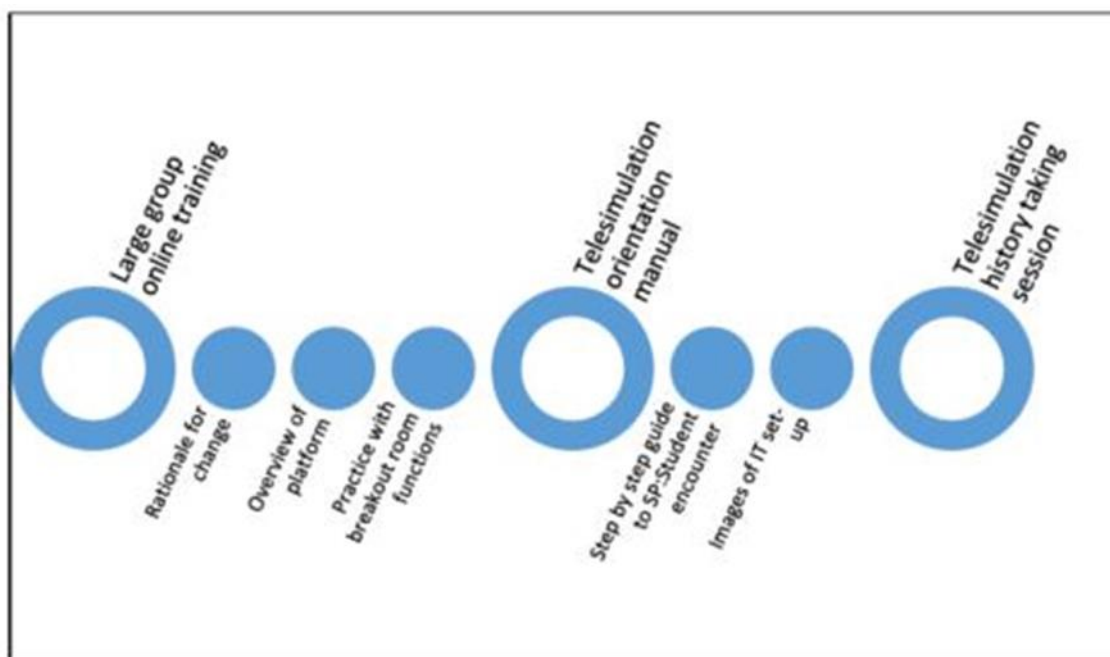 Large group
online training
Rationale for
change
Overview of
platform
Practice with
breakout room
functions
Telesimulation
orientation
manual
Step by step guide
to SP:Student
encounter
Images of IT set-
up
Telesimulation
history taking
session